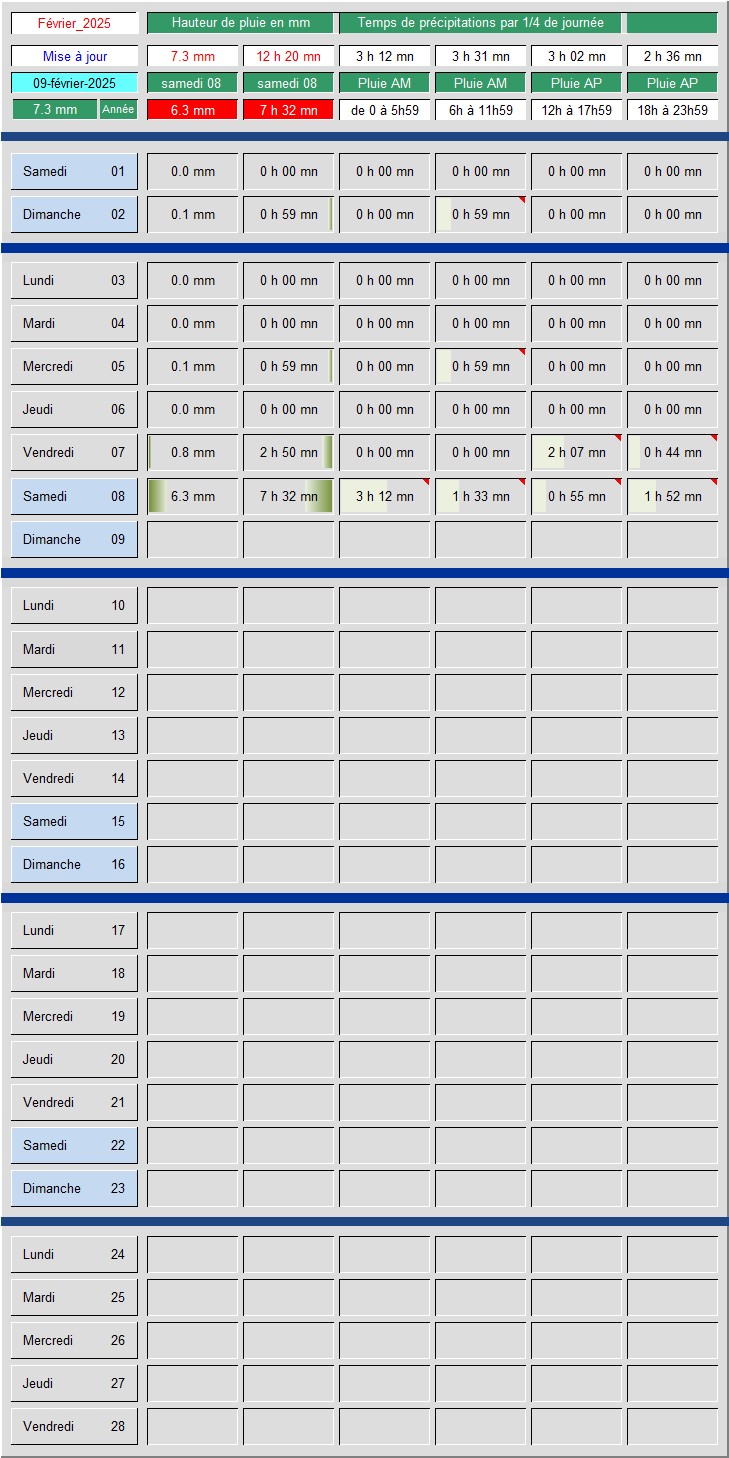 Février_2025 Hauteur de pluie en mm Temps de précipitations par 1/4 de journée
Mise à jour 7.3 mm 12 h 20 mn 3 h 12 mn 3 h 31 mn 3 h 02 mn 2 h 36 mn
09-février-2025 samedi 08 samedi 08 Pluie AM Pluie AM Pluie AP Pluie AP
7.3 mm Année 6.3 mm 7 h 32 mn de 0 à 5h59 6h à 11h59 12h à 17h59 18h à 23h59
Samedi 01 0.0 mm 0 h 00 mn 0 h 00 mn 0 h 00 mn 0 h 00 mn 0 h 00 mn
Dimanche 02 0.1 mm 0 h 59 mn 0 h 00 mn 0 h 59 mn 0 h 00 mn 0 h 00 mn
Lundi 03 0.0 mm 0 h 00 mn 0 h 00 mn 0 h 00 mn 0 h 00 mn 0 h 00 mn
Mardi 04 0.0 mm 0 h 00 mn 0 h 00 mn 0 h 00 mn 0 h 00 mn 0 h 00 mn
Mercredi 05 0.1 mm 0 h 59 mn 0 h 00 mn 0 h 59 mn 0 h 00 mn 0 h 00 mn
Jeudi 06 0.0 mm 0 h 00 mn 0 h 00 mn 0 h 00 mn 0 h 00 mn 0 h 00 mn
Vendredi 07 0.8 mm 2 h 50 mn 0 h 00 mn 0 h 00 mn 2 h 07 mn 0 h 44 mn
Samedi 08 6.3 mm 7 h 32 mn 3 h 12 mn 1 h 33 mn 0 h 55 mn 1 h 52 mn
Dimanche 09
Lundi 10
Mardi 11
Mercredi 12
Jeudi 13
Vendredi 14
Samedi 15
Dimanche 16
Lundi 17
Mardi 18
Mercredi 19
Jeudi 20
Vendredi 21
Samedi 22
Dimanche 23
Lundi 24
Mardi 25
Mercredi 26
Jeudi 27
Vendredi 28